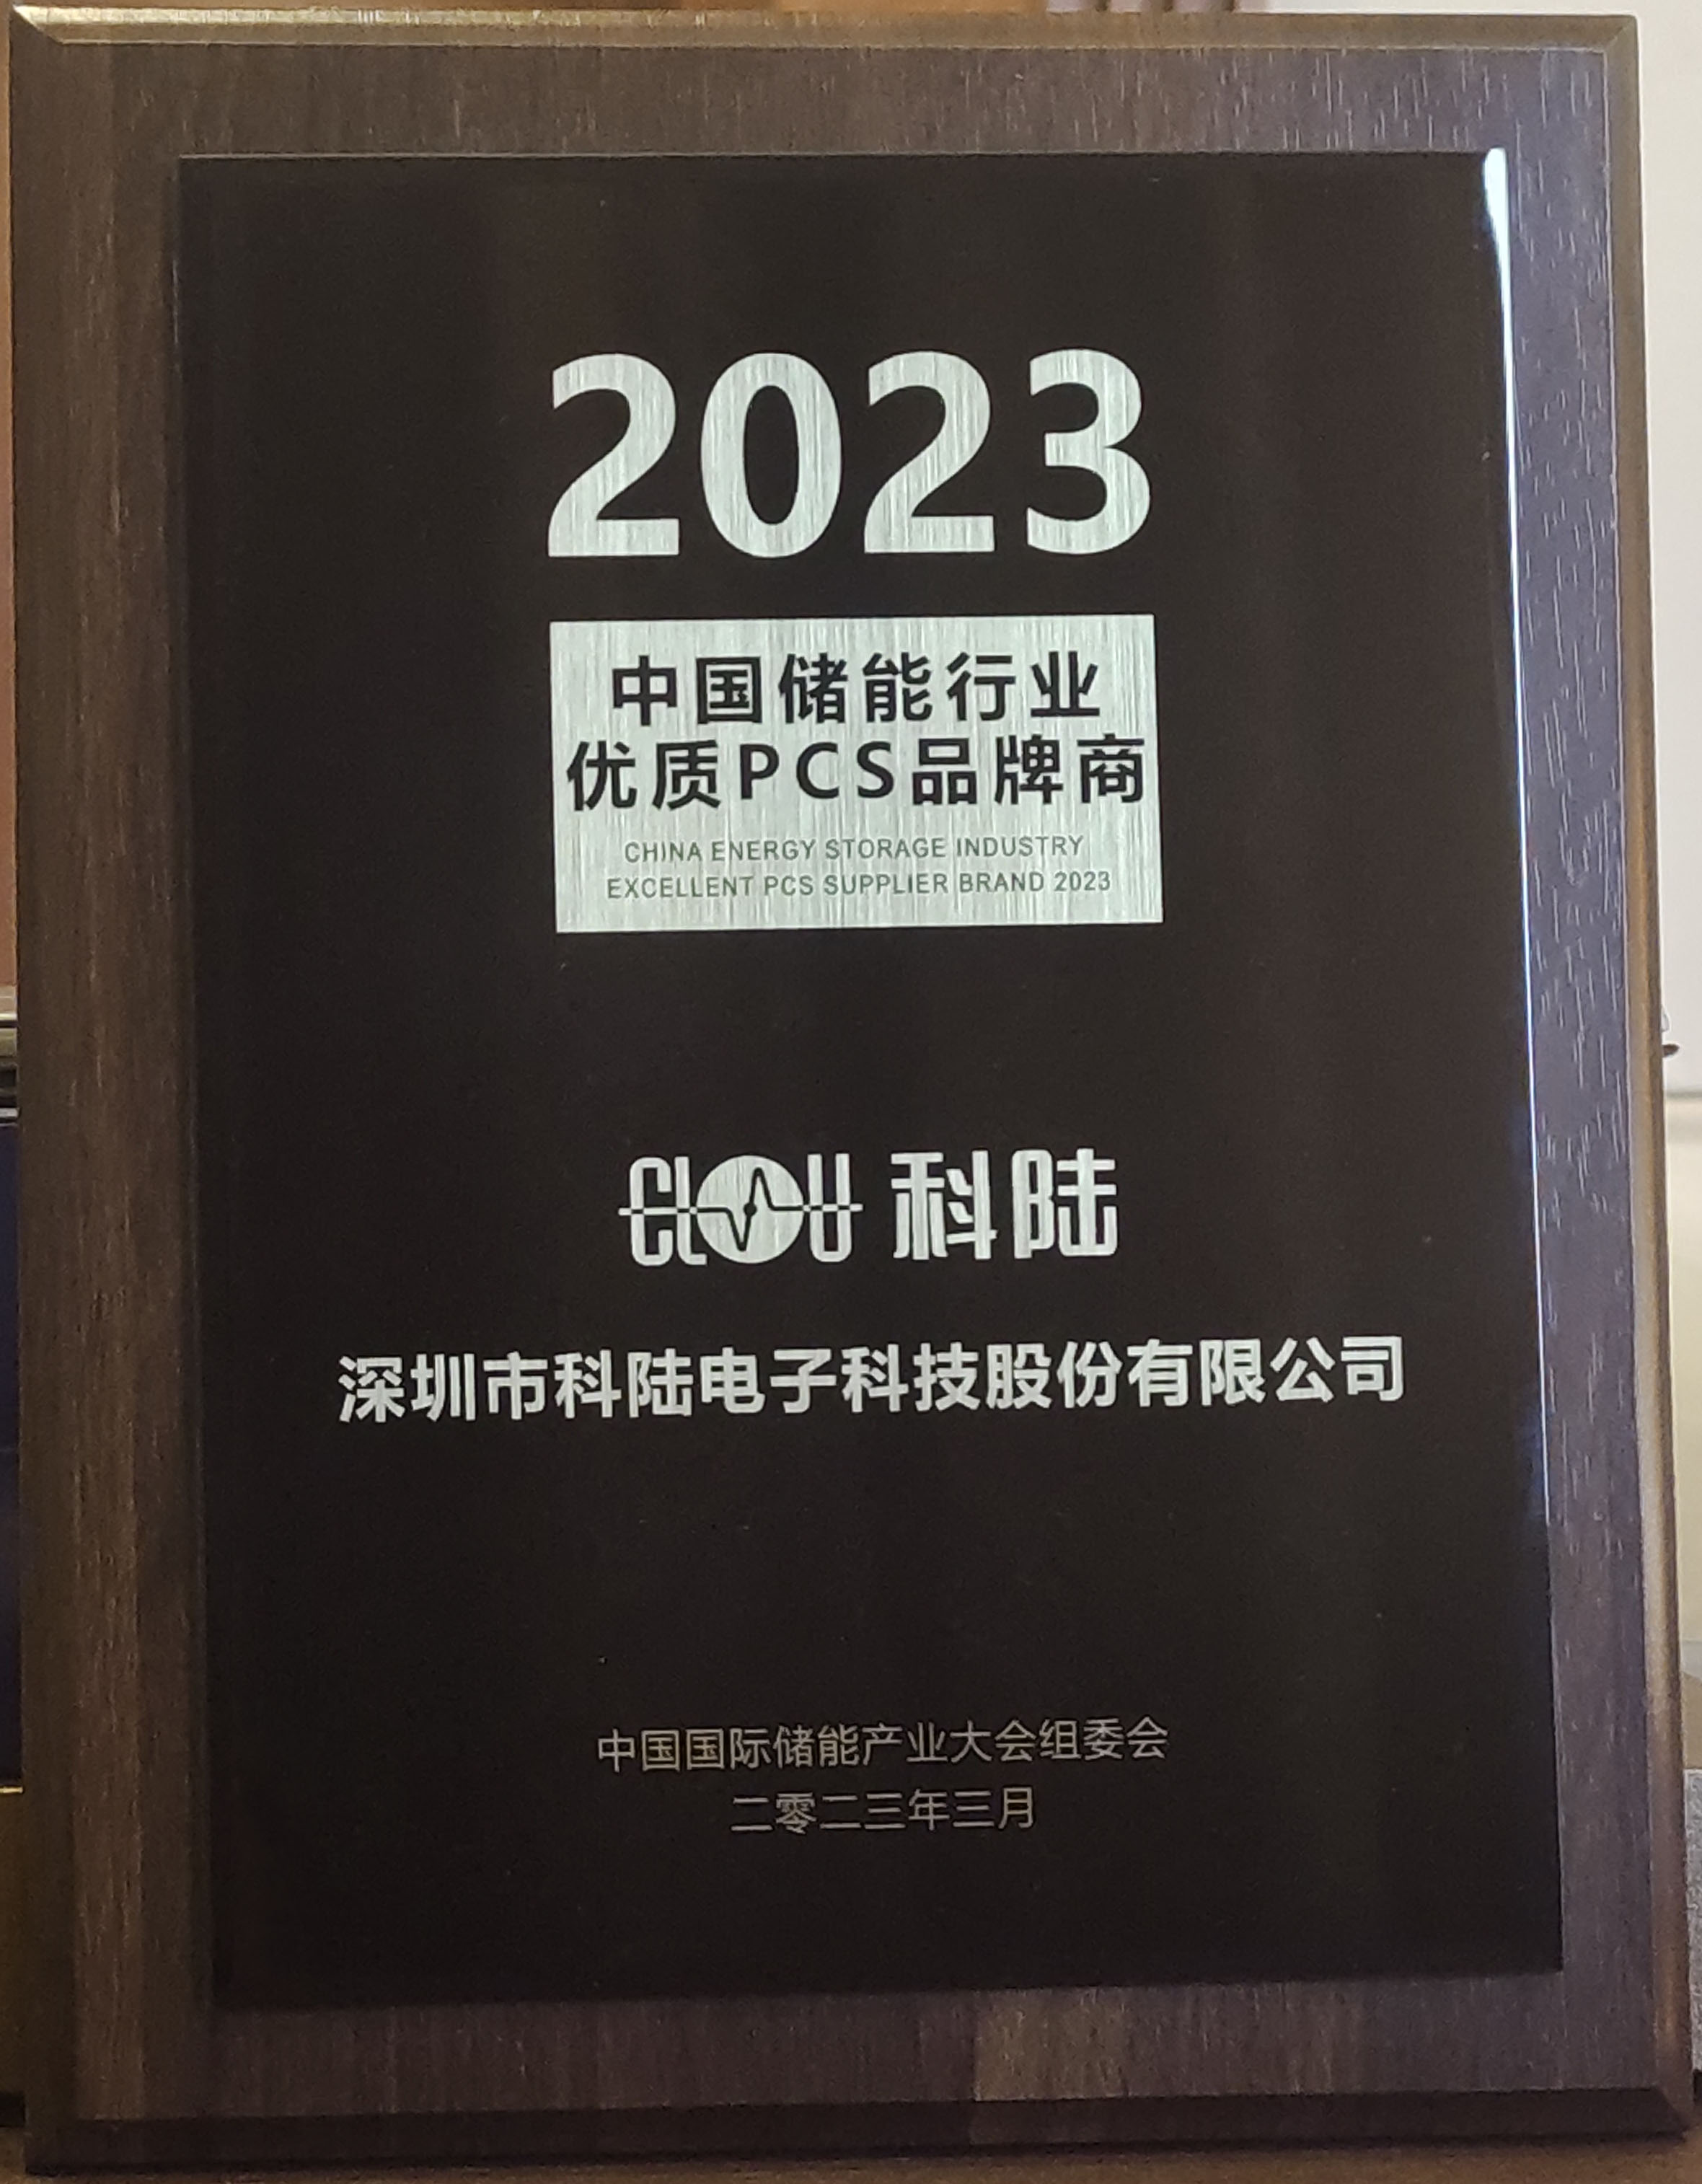 2023
中国储能行业
优质PCS品牌商
CHINA ENERGY STORAGE INDUSTRY
EXCELLENT PCS SUPPLIER BRAND 2023
CLOU 科陆
深圳市科陆电子科技股份有限公司
中国国际储能产业大会组委会
二零二三年三月